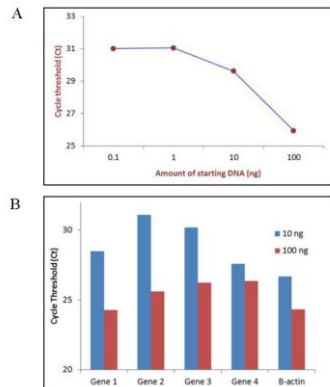 A
Cycle threshold (Ct)
35
33
31
29
27
25
0.1 1 10 100
Amount of starting DNA (ng)
B
Cycle Threshold (Ct)
30
25
20
10 ng
100 ng
Gene 1 Gene 2 Gene 3 Gene 4 B-actin